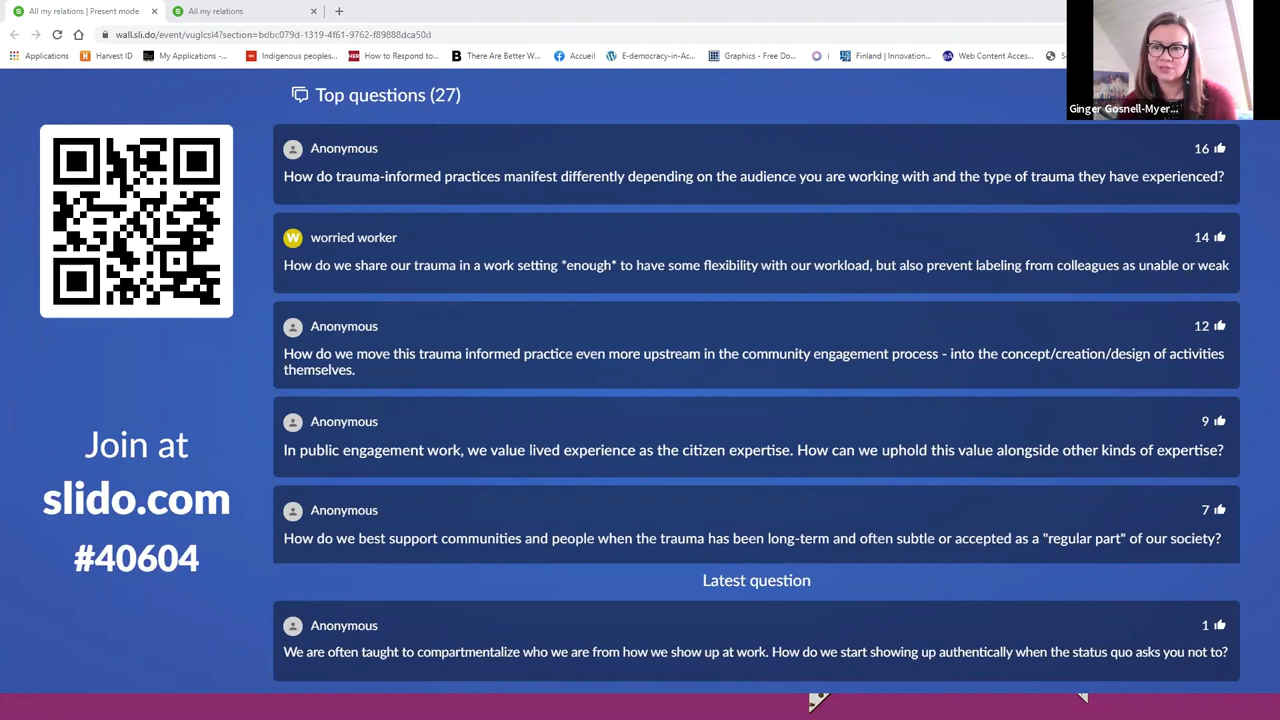 All my relations | Present mode
All my relations
wall.sli.do/event/vuglcsl4?section=bdbc079d-1319-4f61-9762-f89888dca50d
Applications
Harvest ID
My Applications -...
Indigenous peoples...
How to Respond to...
There Are Better W...
Accueil
E-democracy-in-Ac...
Graphics - Free Do...
i
Finland | Innovation...
Web Content Acces...
Ginger Gosnell-Myer...
Top questions (27)
Anonymous
16
How do trauma-informed practices manifest differently depending on the audience you are working with and the type of trauma they have experienced?
W
worried worker
14
How do we share our trauma in a work setting *enough* to have some flexibility with our workload, but also prevent labeling from colleagues as unable or weak
Anonymous
12
How do we move this trauma informed practice even more upstream in the community engagement process - into the concept/creation/design of activities
themselves.
Anonymous
9
In public engagement work, we value lived experience as the citizen expertise. How can we uphold this value alongside other kinds of expertise?
Anonymous
7
How do we best support communities and people when the trauma has been long-term and often subtle or accepted as a "regular part" of our society?
Latest question
Anonymous
1
We are often taught to compartmentalize who we are from how we show up at work. How do we start showing up authentically when the status quo asks you not to?
Join at
slido.com
#40604